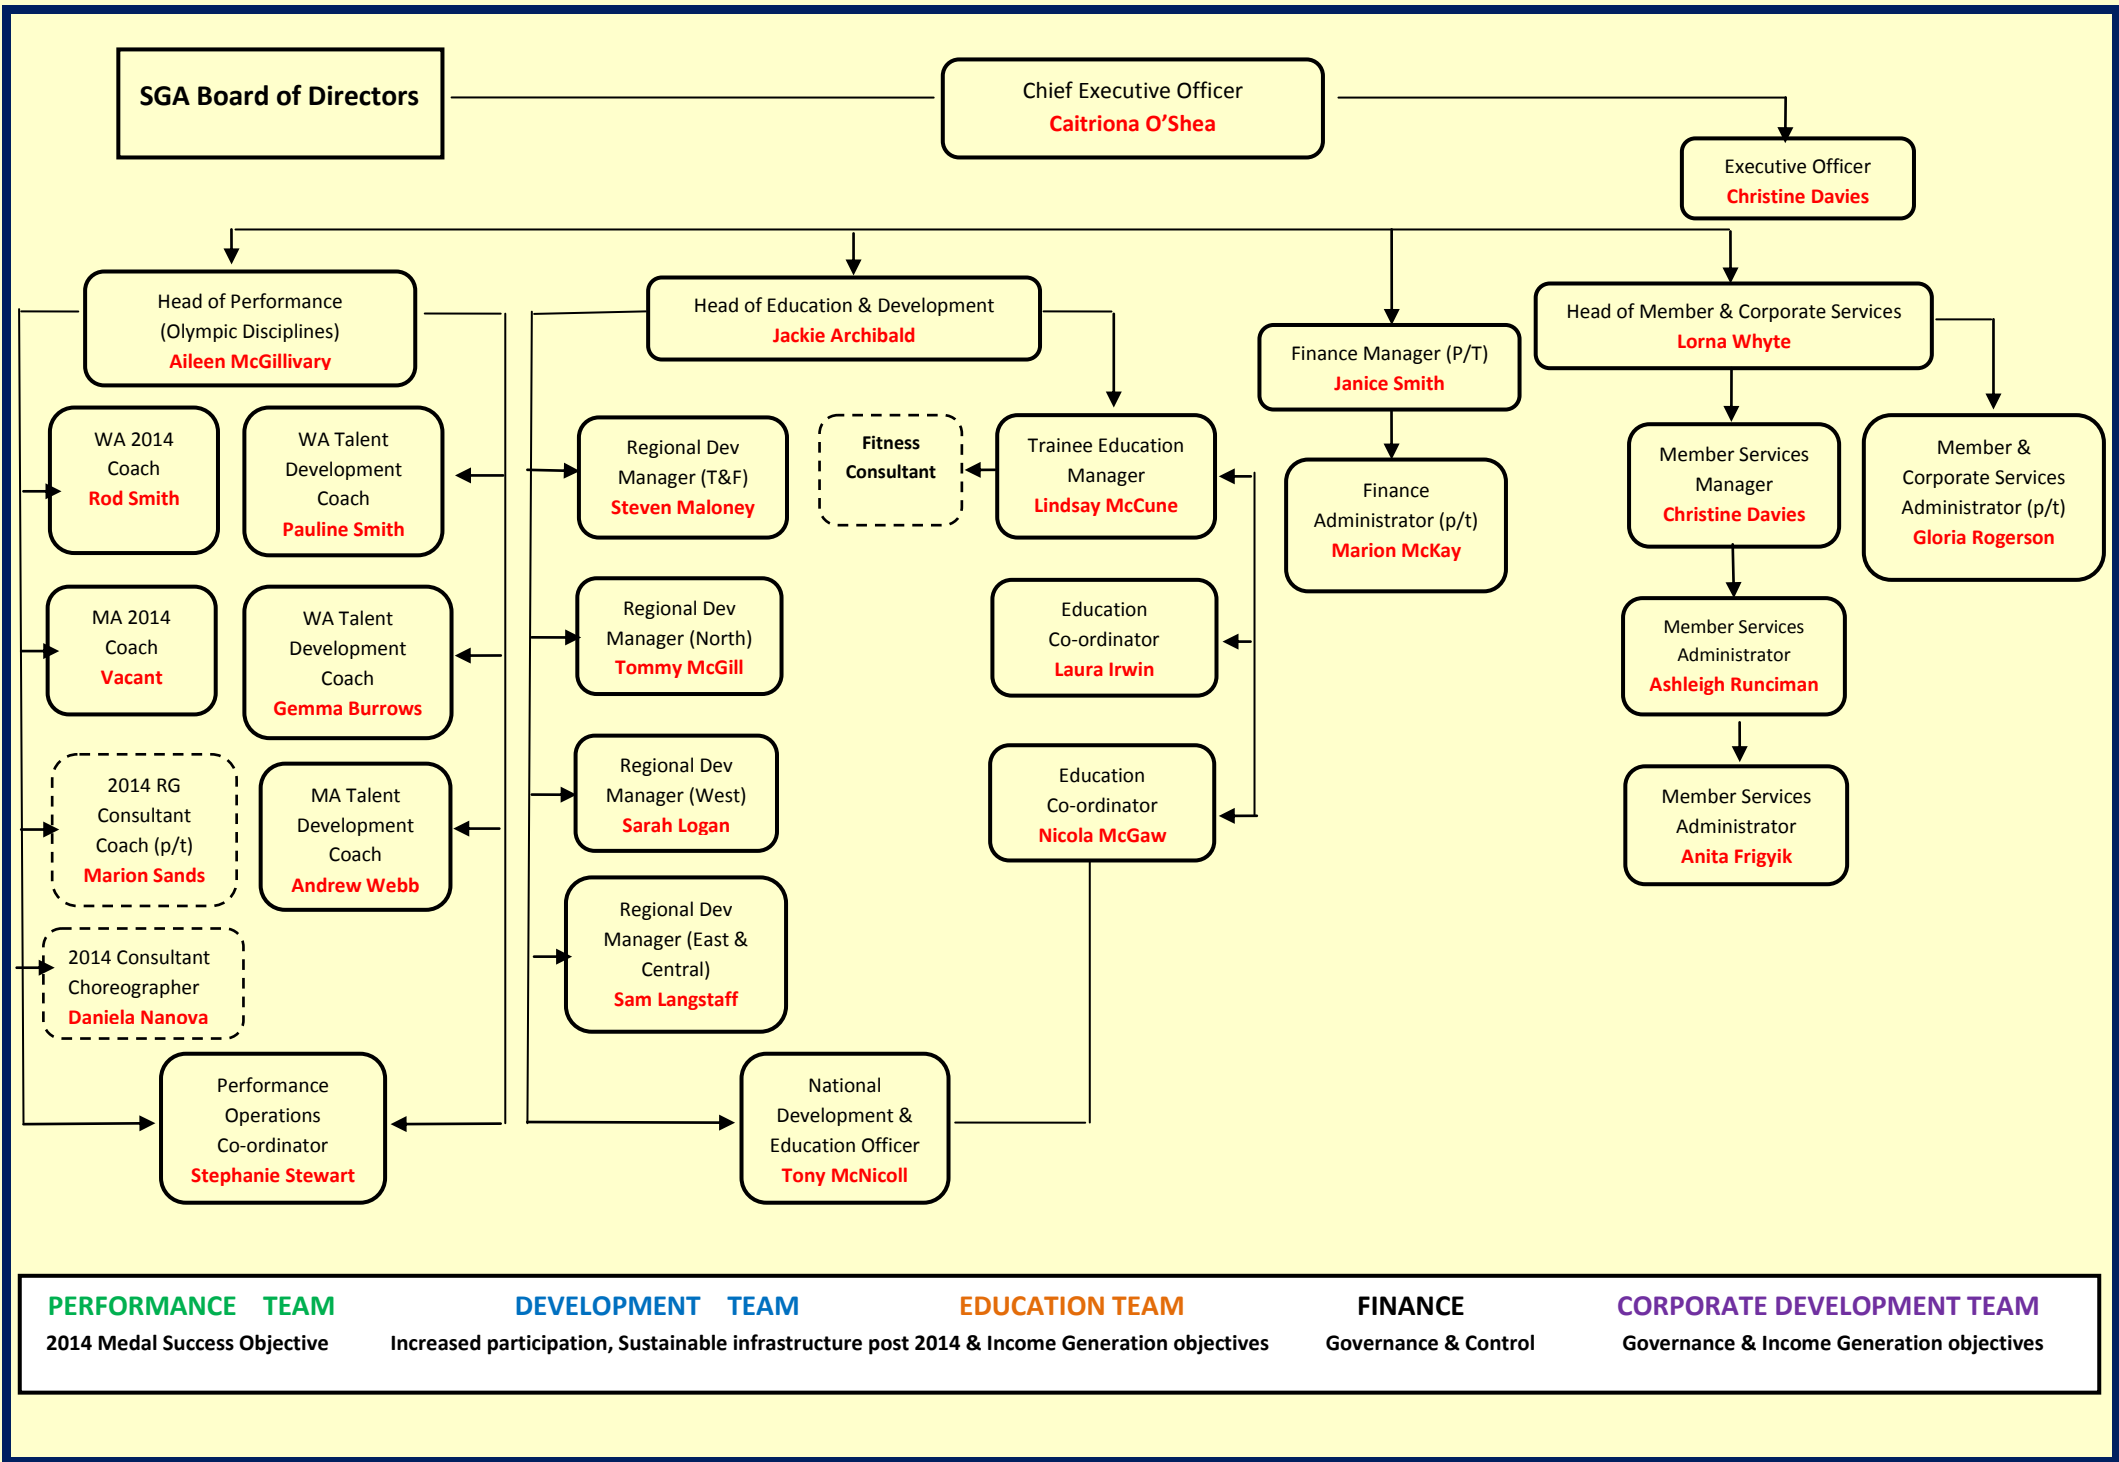 SGA Board of Directors
Chief Executive Officer
Caitriona O’Shea
Executive Officer
Christine Davies
Head of Performance
(Olympic Disciplines)
Aileen McGillivary
Head of Education & Development
Jackie Archibald
Finance Manager (P/T)
Janice Smith
Head of Member & Corporate Services
Lorna Whyte
WA 2014
Coach
Rod Smith
WA Talent
Development
Coach
Pauline Smith
Regional Dev
Manager (T&F)
Steven Maloney
Fitness
Consultant
Trainee Education
Manager
Lindsay McCune
Finance
Administrator (p/t)
Marion McKay
Member Services
Manager
Christine Davies
Member &
Corporate Services
Administrator (p/t)
Gloria Rogerson
MA 2014
Coach
Vacant
WA Talent
Development
Coach
Gemma Burrows
Regional Dev
Manager (North)
Tommy McGill
Education
Co-ordinator
Laura Irwin
Member Services
Administrator
Ashleigh Runciman
2014 RG
Consultant
Coach (p/t)
Marion Sands
MA Talent
Development
Coach
Andrew Webb
Regional Dev
Manager (West)
Sarah Logan
Education
Co-ordinator
Nicola McGaw
Member Services
Administrator
Anita Frigyik
2014 Consultant
Choreographer
Daniela Nanova
Regional Dev
Manager (East &
Central)
Sam Langstaff
Performance
Operations
Co-ordinator
Stephanie Stewart
National
Development &
Education Officer
Tony McNicoll
PERFORMANCE TEAM DEVELOPMENT TEAM EDUCATION TEAM FINANCE CORPORATE DEVELOPMENT TEAM
2014 Medal Success Objective Increased participation, Sustainable infrastructure post 2014 & Income Generation objectives Governance & Control Governance & Income Generation objectives